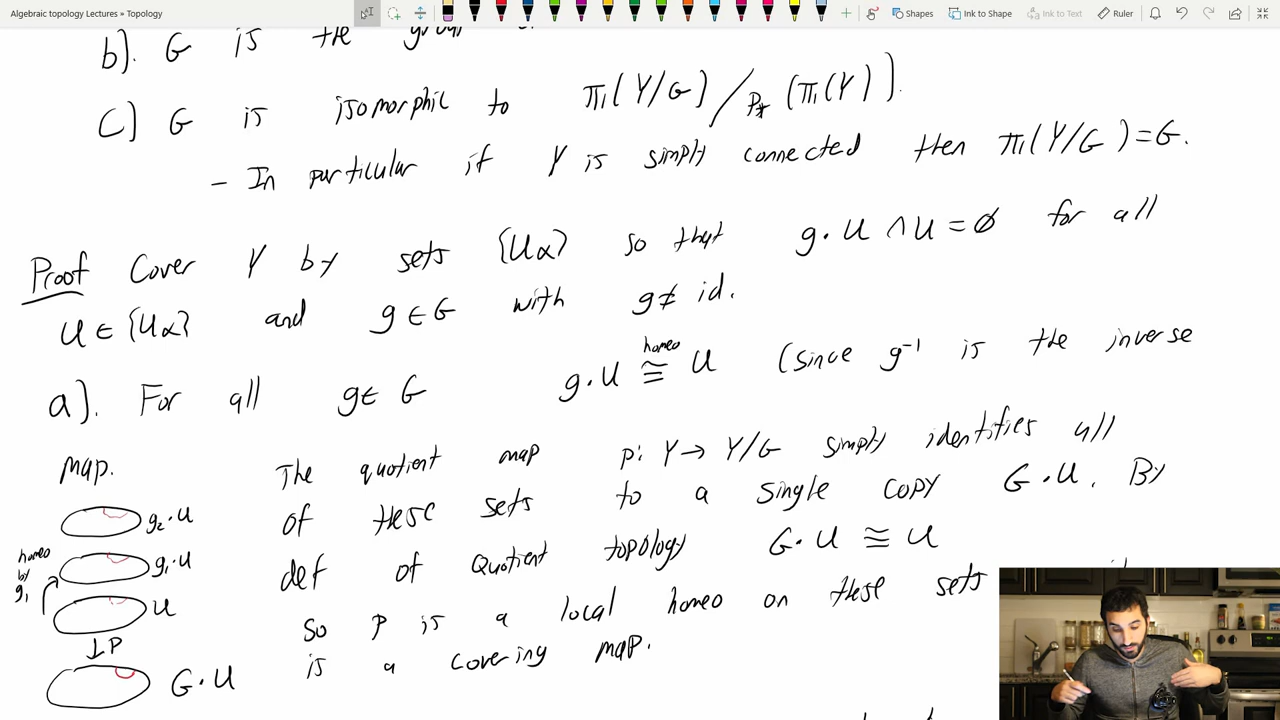 Algebraic topology Lectures » Topology
Shapes Ink to Shape Ink to Text Ruler
b). G is the group
c) G is isomorphic to π1(Y/G) / P* (π1(Y)).
- In particular if Y is simply connected then π1(Y/G)=G.
Proof Cover Y by sets {Uα} so that g·U ∩ U = ∅ for all
U ∈ {Uα} and g ∈ G with g ≠ id.
a). For all g ∈ G g·U ≅ U (since g⁻¹ is the inverse
homeo
map. The quotient map p: Y → Y/G simply identifies all
of these sets to a single copy G·U. By
def of Quotient topology G·U ≅ U
So P is a local homeo on these sets
is a covering map.
g2·U
g1·U
homeo
by
g1
U
↓P
G·U